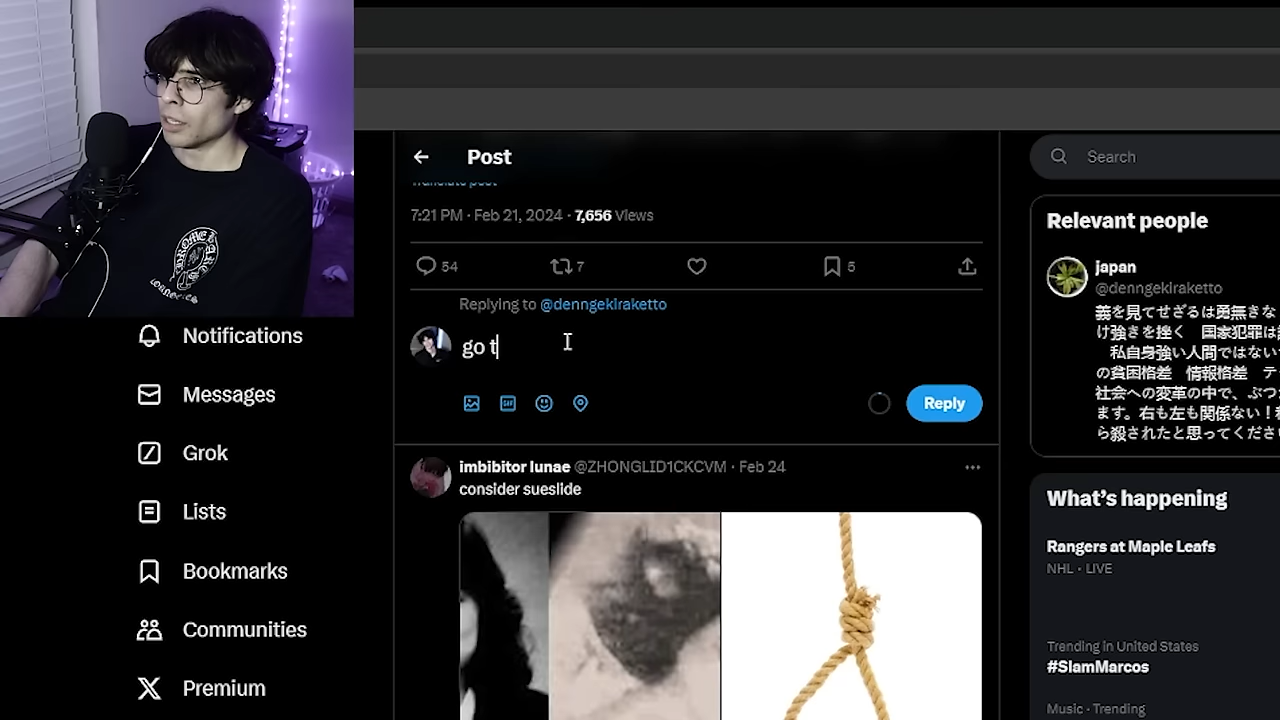 Post
Translate post
7:21 PM · Feb 21, 2024 · 7,656 Views
54
7
5
Replying to @denngekiraketto
go t
GIF
Reply
imbibitor lunae @ZHONGLID1CKCVM · Feb 24
consider sueslide
Notifications
Messages
Grok
Lists
Bookmarks
Communities
Premium
Search
Relevant people
japan
@denngekiraketto
義を見てせざるは勇無きな
け強きを挫く 国家犯罪は
私自身強い人間ではない
の貧困格差 情報格差 テ
社会への変革の中で、ぶつ
ます。右も左も関係ない！
ら殺されたと思ってくださ
What's happening
Rangers at Maple Leafs
NHL · LIVE
Trending in United States
#SlamMarcos
Music · Trending